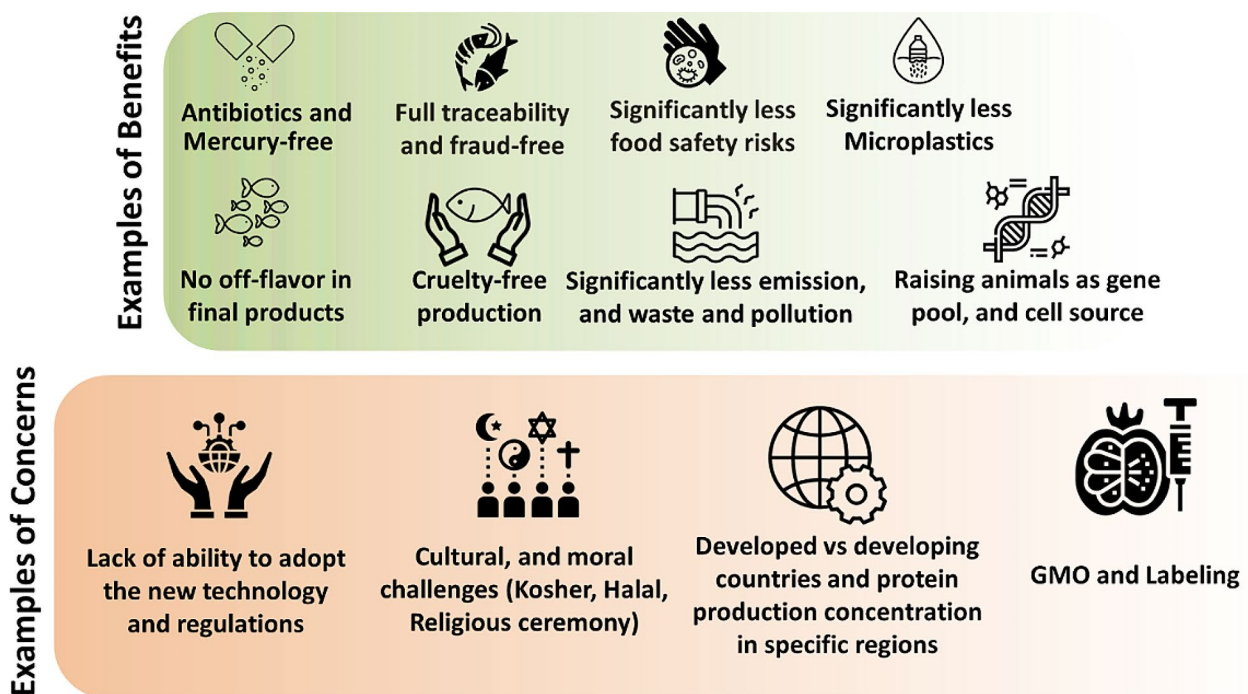 Examples of Benefits
Antibiotics and
Mercury-free
Full traceability
and fraud-free
Significantly less
food safety risks
Significantly less
Microplastics
No off-flavor in
final products
Cruelty-free
production
Significantly less emission,
and waste and pollution
Raising animals as gene
pool, and cell source
Examples of Concerns
Lack of ability to adopt
the new technology
and regulations
Cultural, and moral
challenges (Kosher, Halal,
Religious ceremony)
Developed vs developing
countries and protein
production concentration
in specific regions
GMO and Labeling